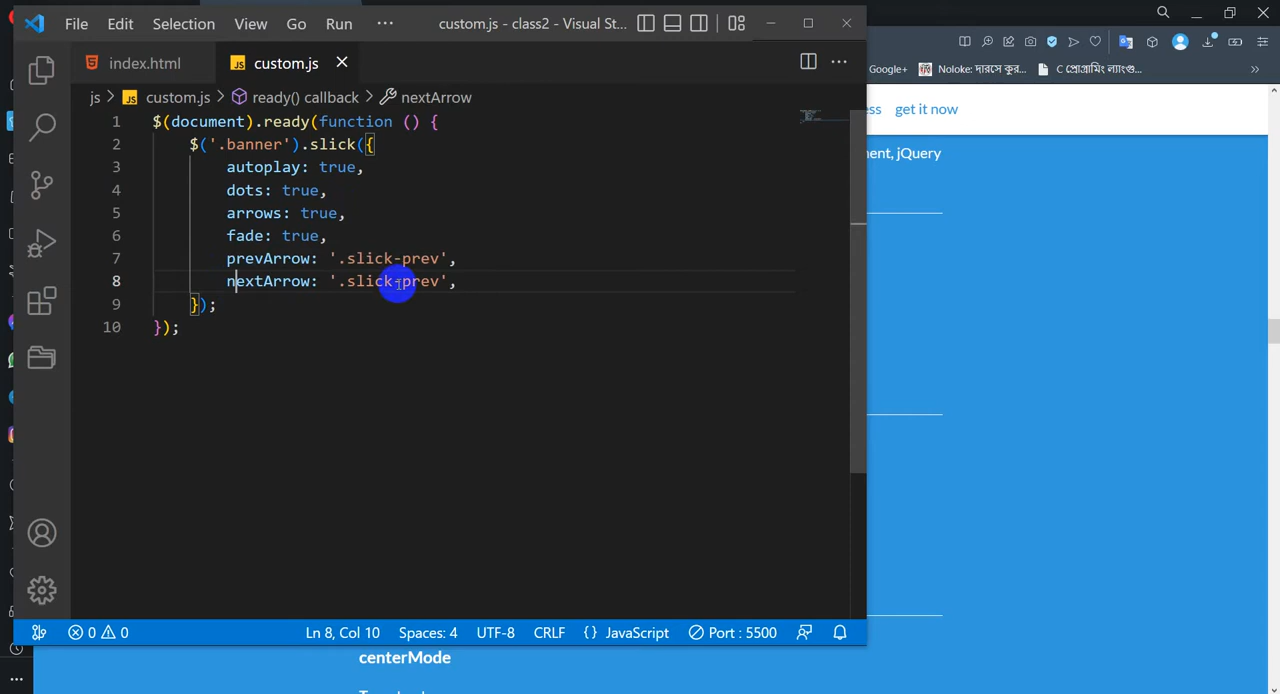 File Edit Selection View Go Run ··· custom.js - class2 - Visual St...
index.html custom.js
js > custom.js > ready() callback > nextArrow
1 $(document).ready(function () {
2 $('.banner').slick({
3 autoplay: true,
4 dots: true,
5 arrows: true,
6 fade: true,
7 prevArrow: '.slick-prev',
8 nextArrow: '.slick-prev',
9 });
10 });
0 0 Ln 8, Col 10 Spaces: 4 UTF-8 CRLF {} JavaScript Port : 5500
Google+ Noloke: দারসে কুর... C প্রোগ্রামিং ল্যাংগু... »
ess get it now
ment, jQuery
centerMode